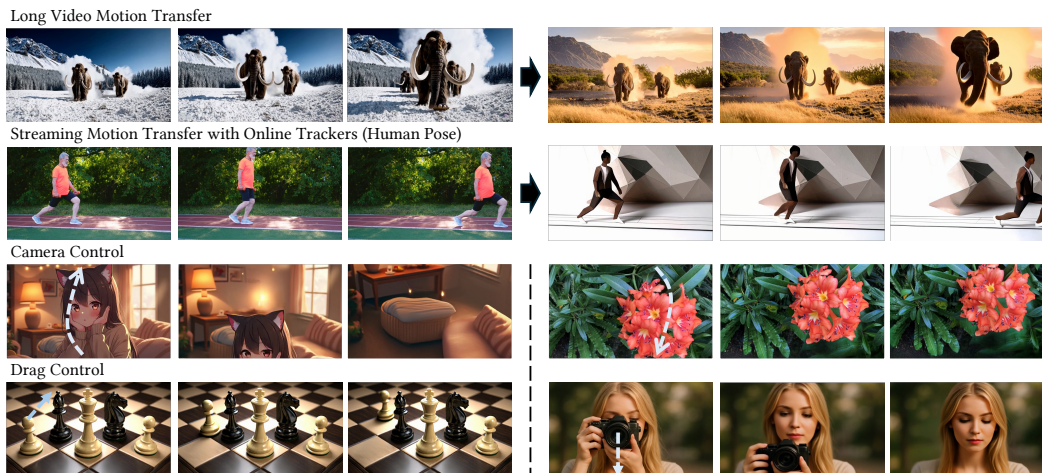 Long Video Motion Transfer
Streaming Motion Transfer with Online Trackers (Human Pose)
Camera Control
Drag Control